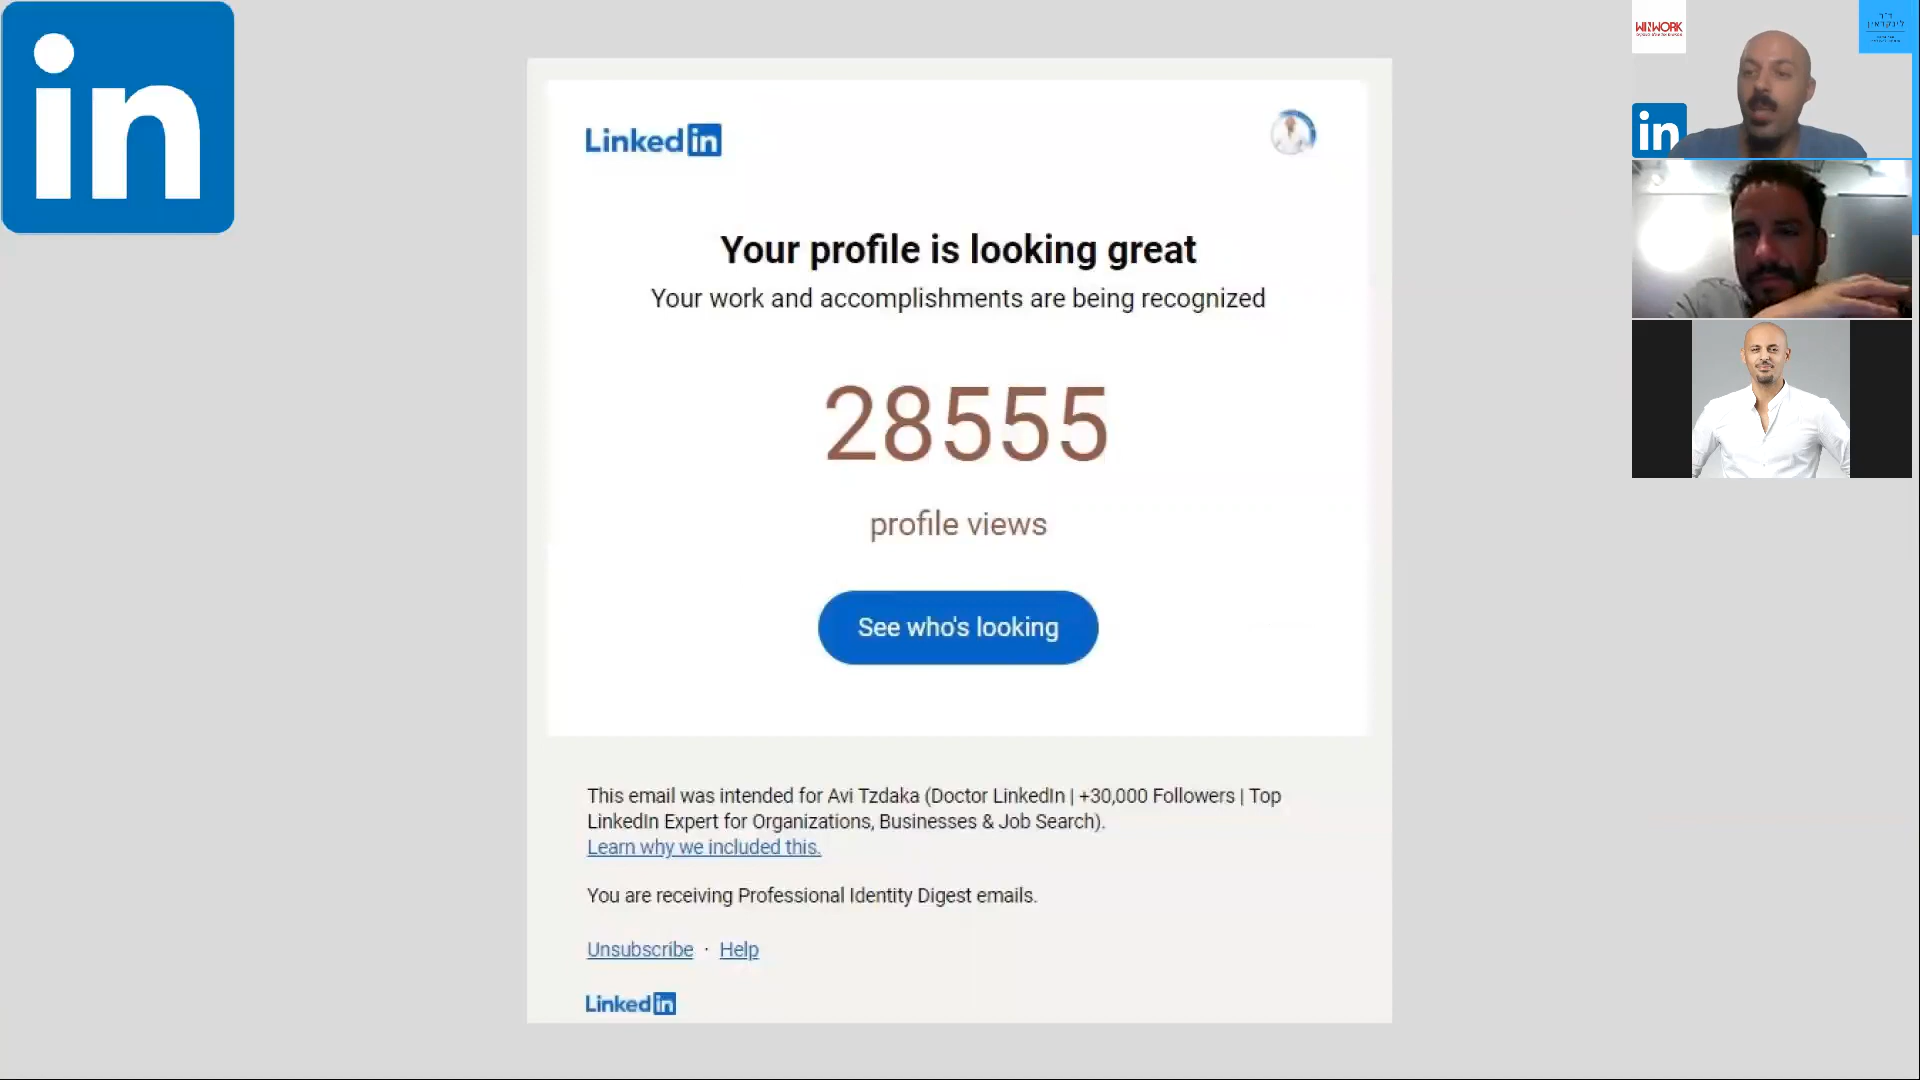 in
LinkedIn
Your profile is looking great
Your work and accomplishments are being recognized
28555
profile views
See who's looking
This email was intended for Avi Tzdaka (Doctor LinkedIn | +30,000 Followers | Top
LinkedIn Expert for Organizations, Businesses & Job Search).
Learn why we included this.
You are receiving Professional Identity Digest emails.
Unsubscribe · Help
LinkedIn
WINWORK
ד"ר
לינקדאין
in